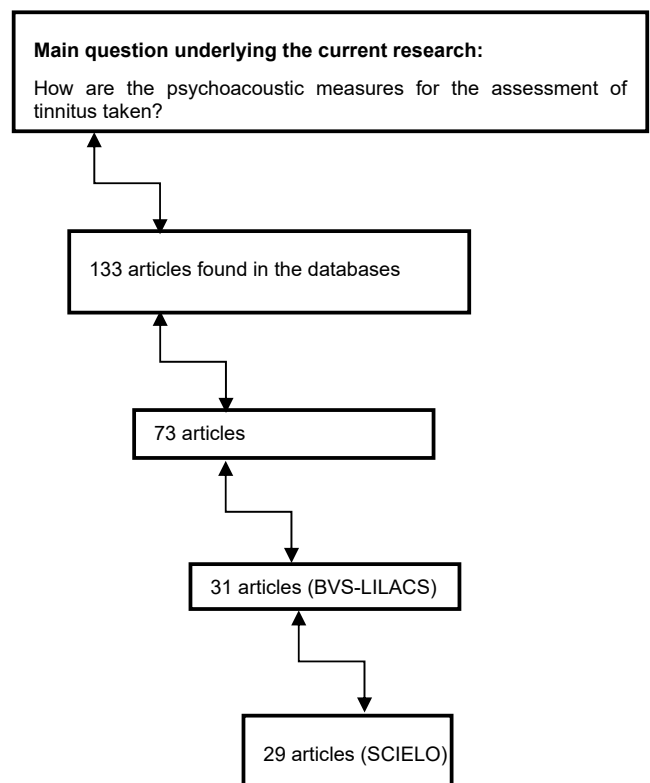 Main question underlying the current research:
How are the psychoacoustic measures for the assessment of
tinnitus taken?
133 articles found in the databases
73 articles
31 articles (BVS-LILACS)
29 articles (SCIELO)